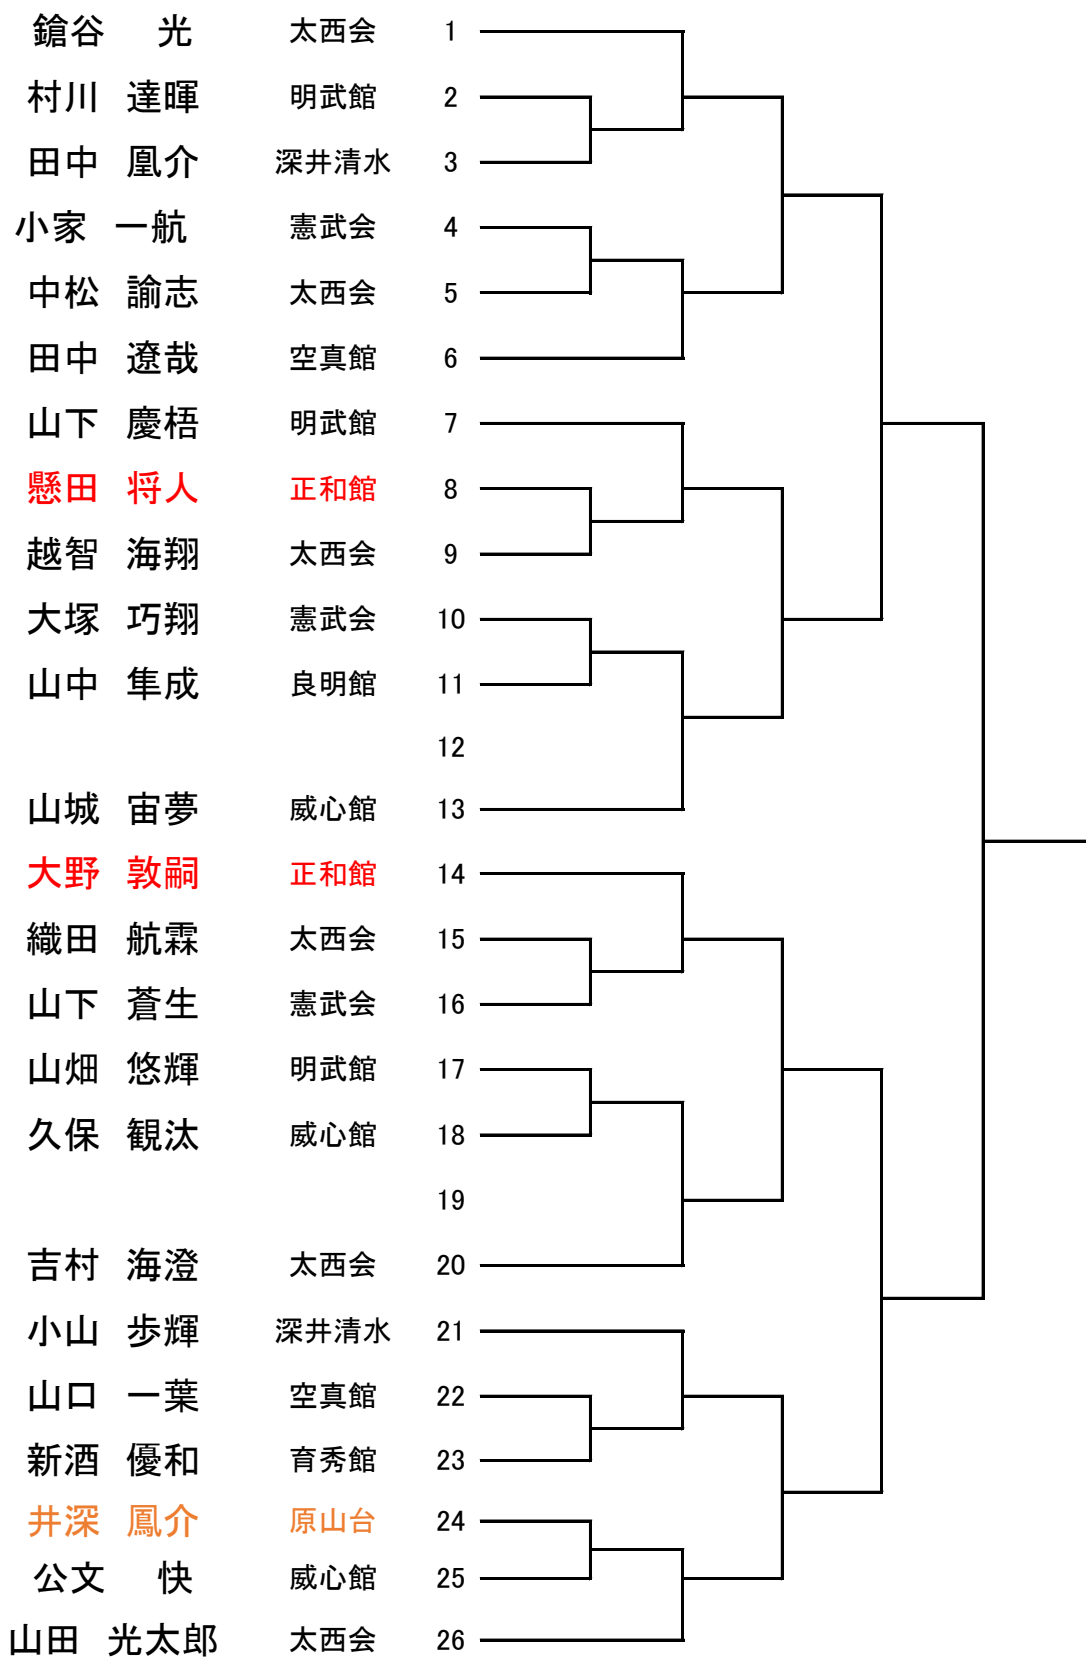 鎗谷 光 太西会 1
村川 達暉 明武館 2
田中 凰介 深井清水 3
小家 一航 憲武会 4
中松 諭志 太西会 5
田中 遼哉 空真館 6
山下 慶梧 明武館 7
懸田 将人 正和館 8
越智 海翔 太西会 9
大塚 巧翔 憲武会 10
山中 隼成 良明館 11
12
山城 宙夢 威心館 13
大野 敦嗣 正和館 14
織田 航霖 太西会 15
山下 蒼生 憲武会 16
山畑 悠輝 明武館 17
久保 観汰 威心館 18
19
吉村 海澄 太西会 20
小山 歩輝 深井清水 21
山口 一葉 空真館 22
新酒 優和 育秀館 23
井深 鳳介 原山台 24
公文 快 威心館 25
山田 光太郎 太西会 26